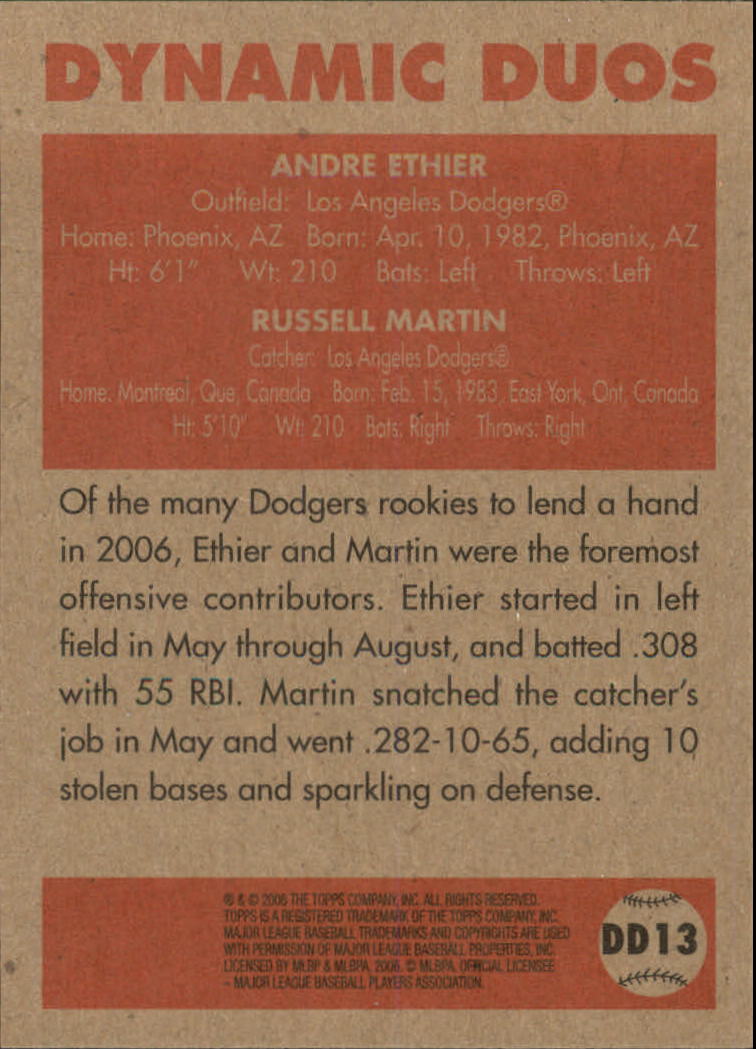 DYNAMIC DUOS
ANDRE ETHIER
Outfield: Los Angeles Dodgers®
Home: Phoenix, AZ Born: Apr. 10, 1982, Phoenix, AZ
Ht: 6'1" Wt: 210 Bats: Left Throws: Left
RUSSELL MARTIN
Catcher: Los Angeles Dodgers®
Home: Montreal, Que, Canada Born: Feb. 15, 1983, East York, Ont, Canada
Ht: 5'10" Wt: 210 Bats: Right Throws: Right
Of the many Dodgers rookies to lend a hand
in 2006, Ethier and Martin were the foremost
offensive contributors. Ethier started in left
field in May through August, and batted .308
with 55 RBI. Martin snatched the catcher's
job in May and went .282-10-65, adding 10
stolen bases and sparkling on defense.
® & © 2006 THE TOPPS COMPANY, INC. ALL RIGHTS RESERVED.
TOPPS IS A REGISTERED TRADEMARK OF THE TOPPS COMPANY, INC.
MAJOR LEAGUE BASEBALL TRADEMARKS AND COPYRIGHTS ARE USED
WITH PERMISSION OF MAJOR LEAGUE BASEBALL PROPERTIES, INC.
LICENSED BY MLBP & MLBPA 2006. © MLBPA. OFFICIAL LICENSEE
– MAJOR LEAGUE BASEBALL PLAYERS ASSOCIATION.
DD13